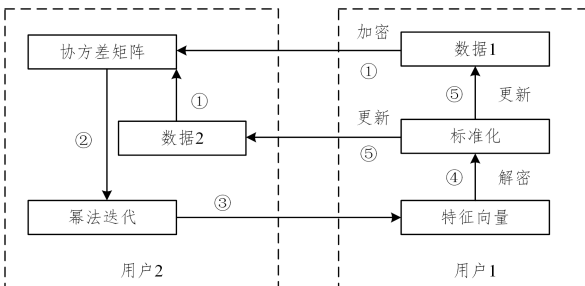 加密
协方差矩阵
数据1
①
①
⑤
更新
更新
②
数据2
标准化
⑤
④
解密
③
幂法迭代
特征向量
用户2
用户1